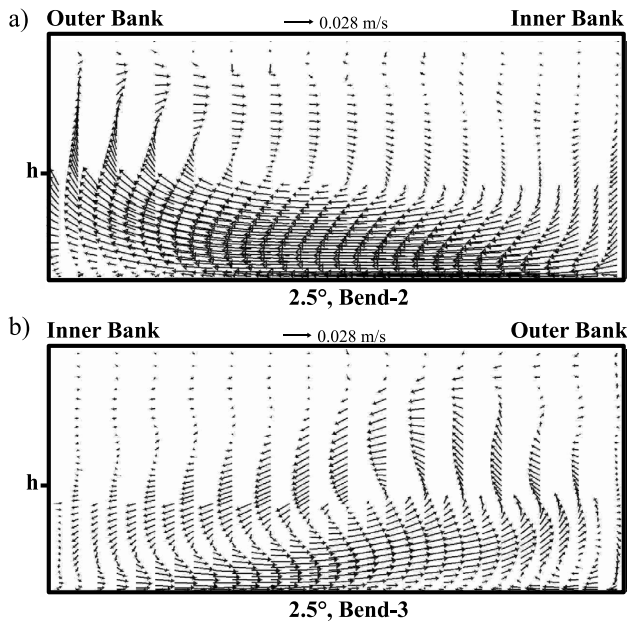 a) Outer Bank 0.028 m/s Inner Bank
h
2.5°, Bend-2
b) Inner Bank 0.028 m/s Outer Bank
h
2.5°, Bend-3